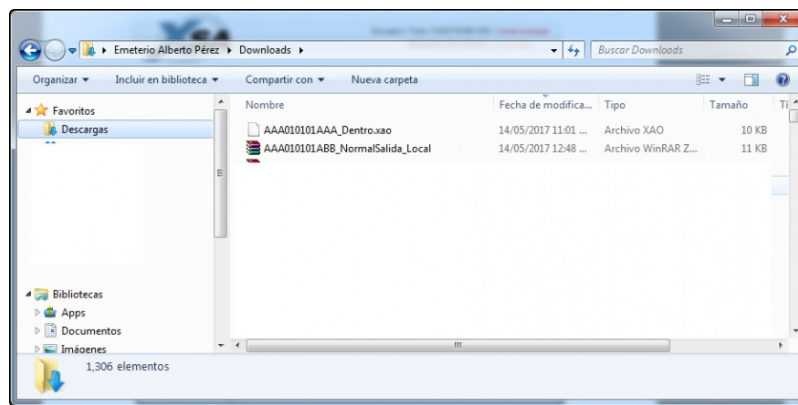 Emeterio Alberto Pérez Downloads Buscar Downloads
Organizar Incluir en biblioteca Compartir con Nueva carpeta
Favoritos
Descargas
Bibliotecas
Apps
Documentos
Imágenes
Nombre Fecha de modifica... Tipo Tamaño
AAA010101AAA_Dentro.xao 14/05/2017 11:01 ... Archivo XAO 10 KB
AAA010101ABB_NormalSalida_Local 14/05/2017 12:48 ... Archivo WinRAR Z... 11 KB
1,306 elementos